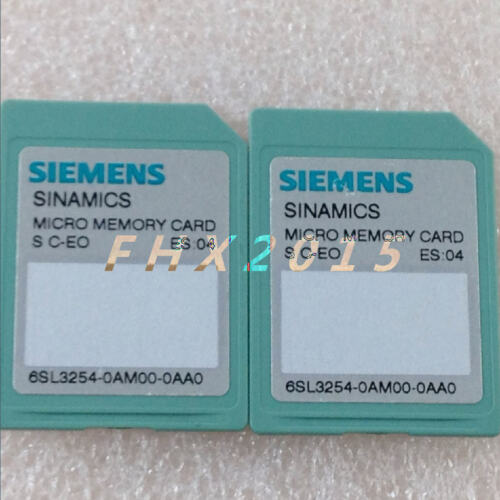 SIEMENS
SINAMICS
MICRO MEMORY CARD
S C-EO ES:04
6SL3254-0AM00-0AA0
SIEMENS
SINAMICS
MICRO MEMORY CARD
S C-EO ES:04
6SL3254-0AM00-0AA0
FHX2015